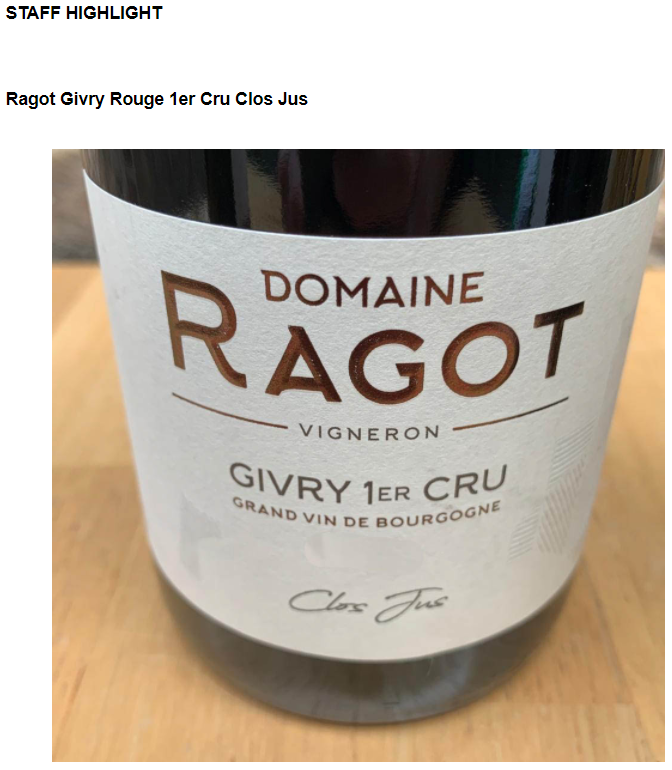 STAFF HIGHLIGHT
Ragot Givry Rouge 1er Cru Clos Jus
DOMAINE
RAGOT
VIGNERON
GIVRY 1ER CRU
GRAND VIN DE BOURGOGNE
Clos Jus